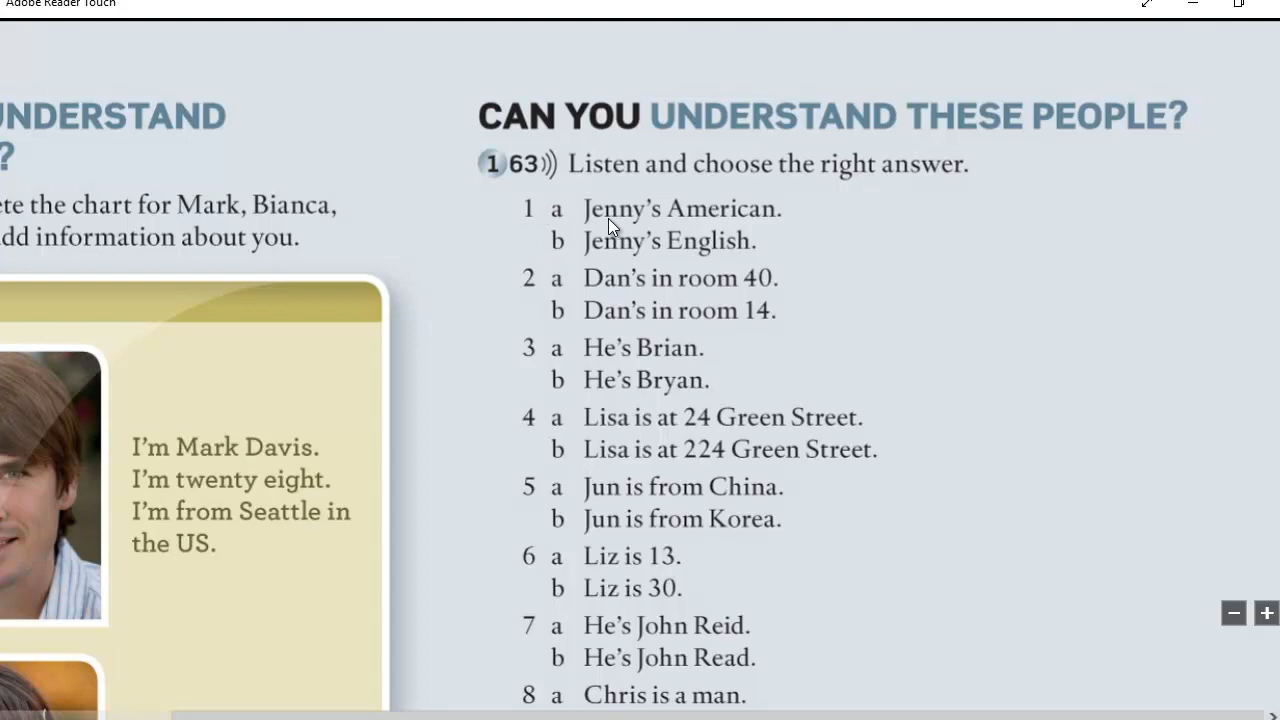 Adobe Reader Touch
UNDERSTAND
?
ete the chart for Mark, Bianca,
dd information about you.
I'm Mark Davis.
I'm twenty eight.
I'm from Seattle in
the US.
CAN YOU UNDERSTAND THESE PEOPLE?
1 63 Listen and choose the right answer.
1 a Jenny's American.
b Jenny's English.
2 a Dan's in room 40.
b Dan's in room 14.
3 a He's Brian.
b He's Bryan.
4 a Lisa is at 24 Green Street.
b Lisa is at 224 Green Street.
5 a Jun is from China.
b Jun is from Korea.
6 a Liz is 13.
b Liz is 30.
7 a He's John Reid.
b He's John Read.
8 a Chris is a man.